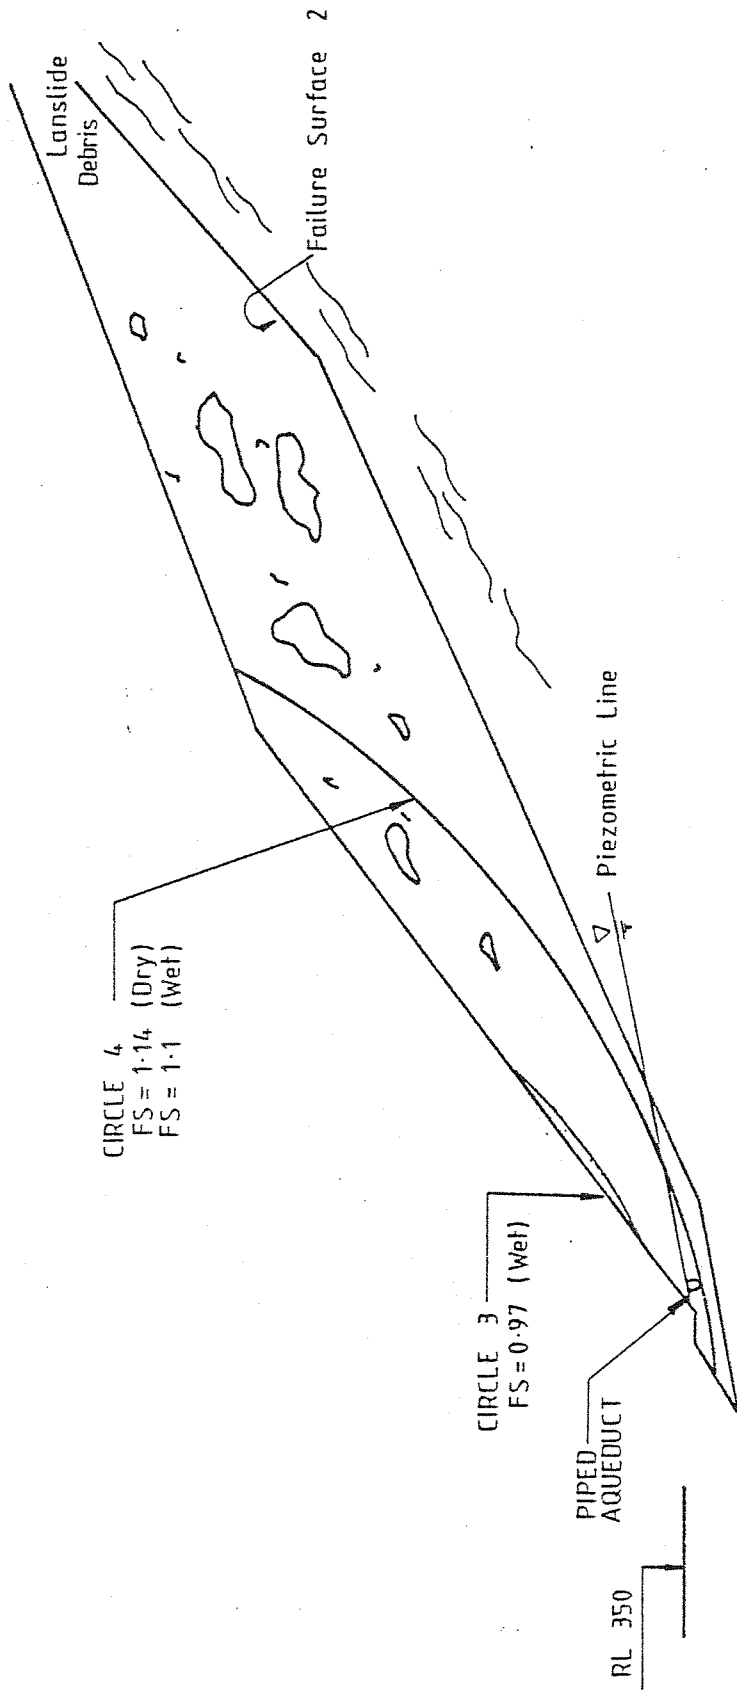 Lanslide
Debris
Failure Surface 2
CIRCLE 4
FS = 1·14 (Dry)
FS = 1·1 (Wet)
Piezometric Line
CIRCLE 3
FS = 0·97 (Wet)
PIPED
AQUEDUCT
RL 350